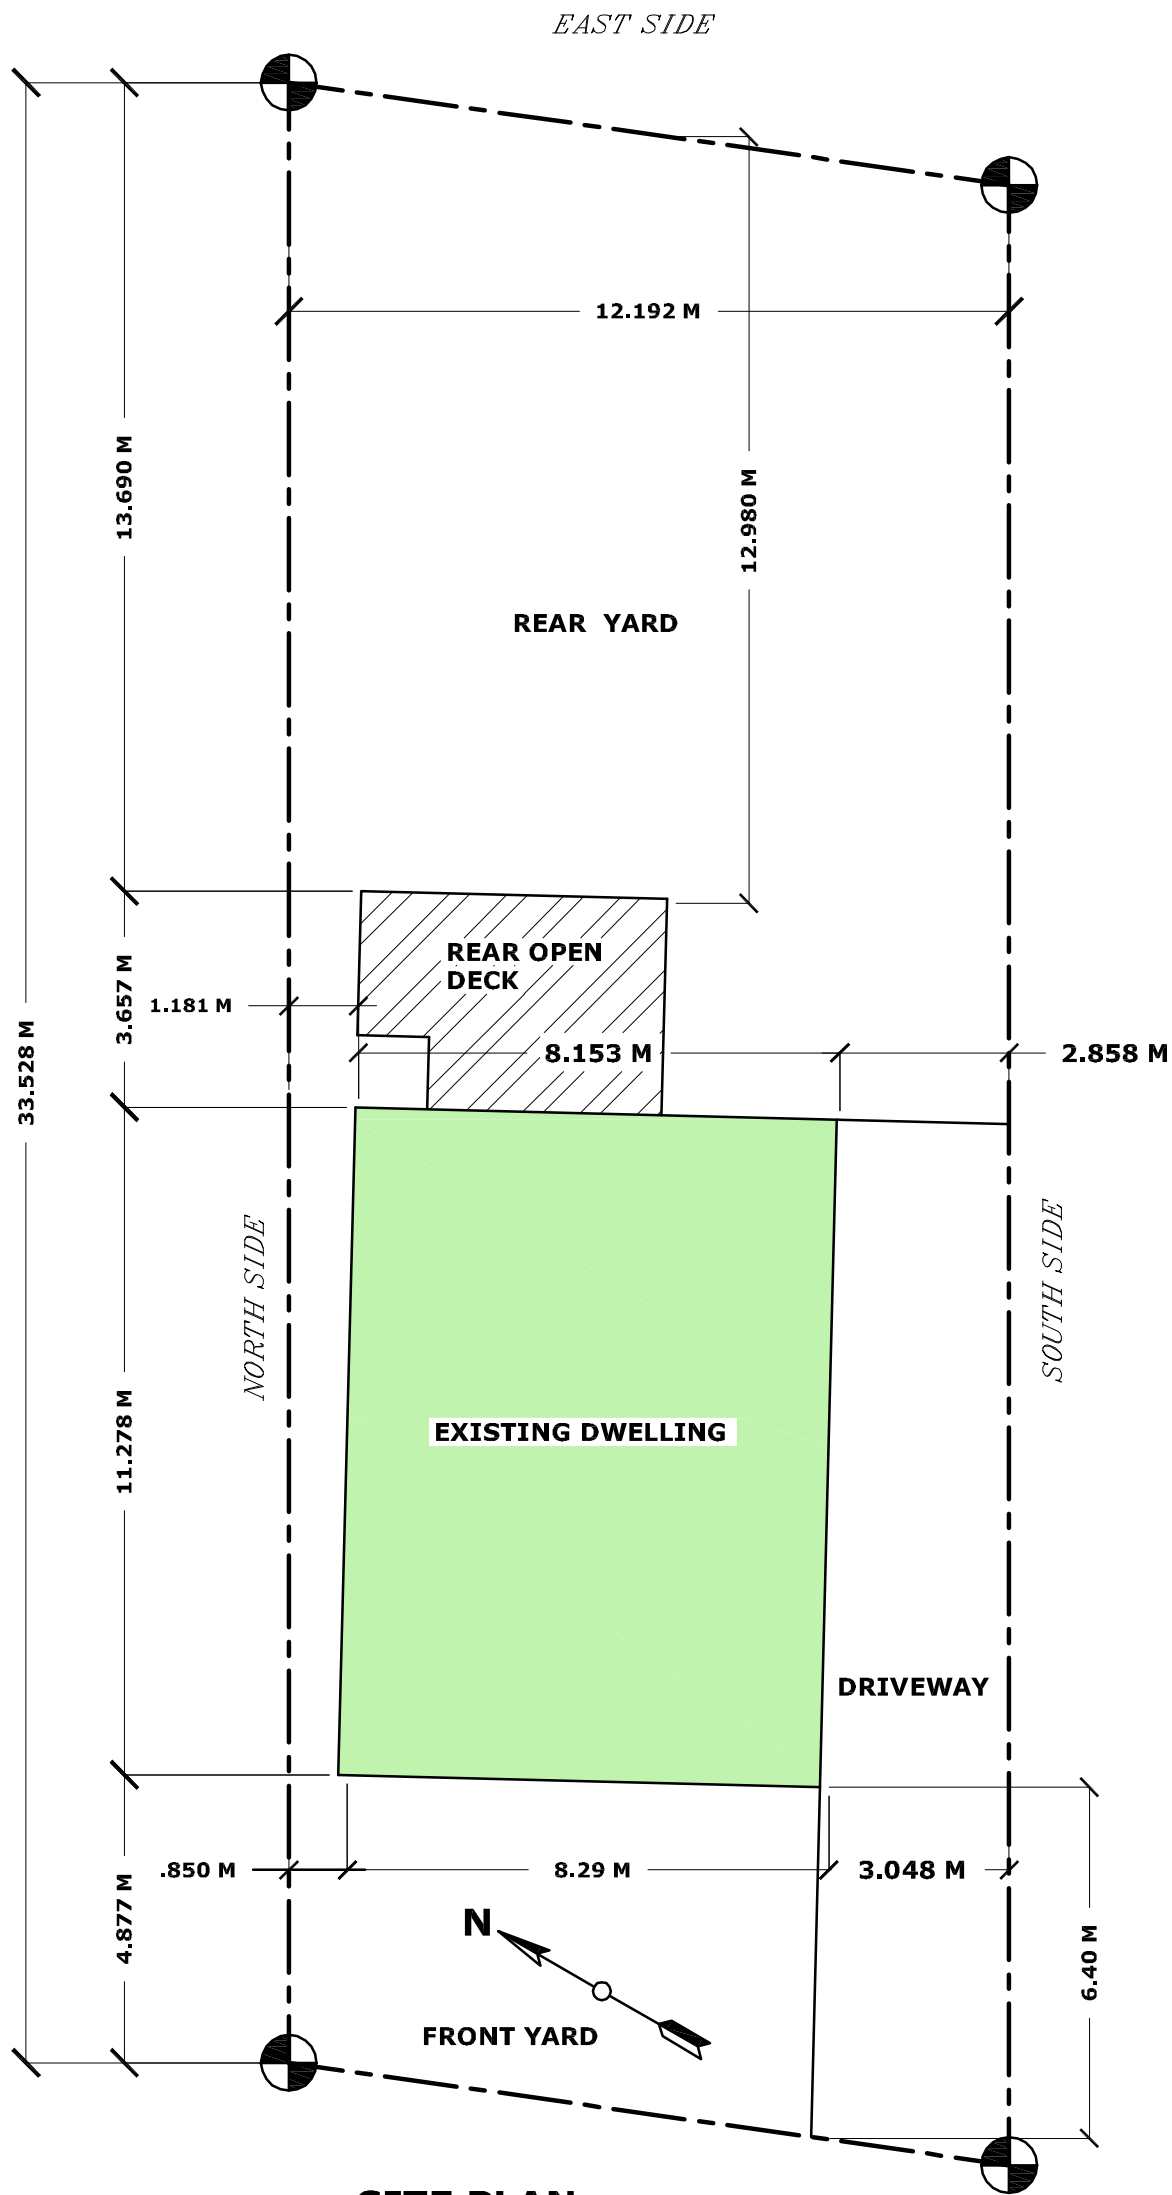 EAST SIDE
12.192 M
13.690 M
12.980 M
REAR YARD
REAR OPEN
DECK
3.657 M
1.181 M
8.153 M
2.858 M
33.528 M
NORTH SIDE
SOUTH SIDE
11.278 M
EXISTING DWELLING
DRIVEWAY
.850 M
8.29 M
3.048 M
4.877 M
N
6.40 M
FRONT YARD
SITE PLAN